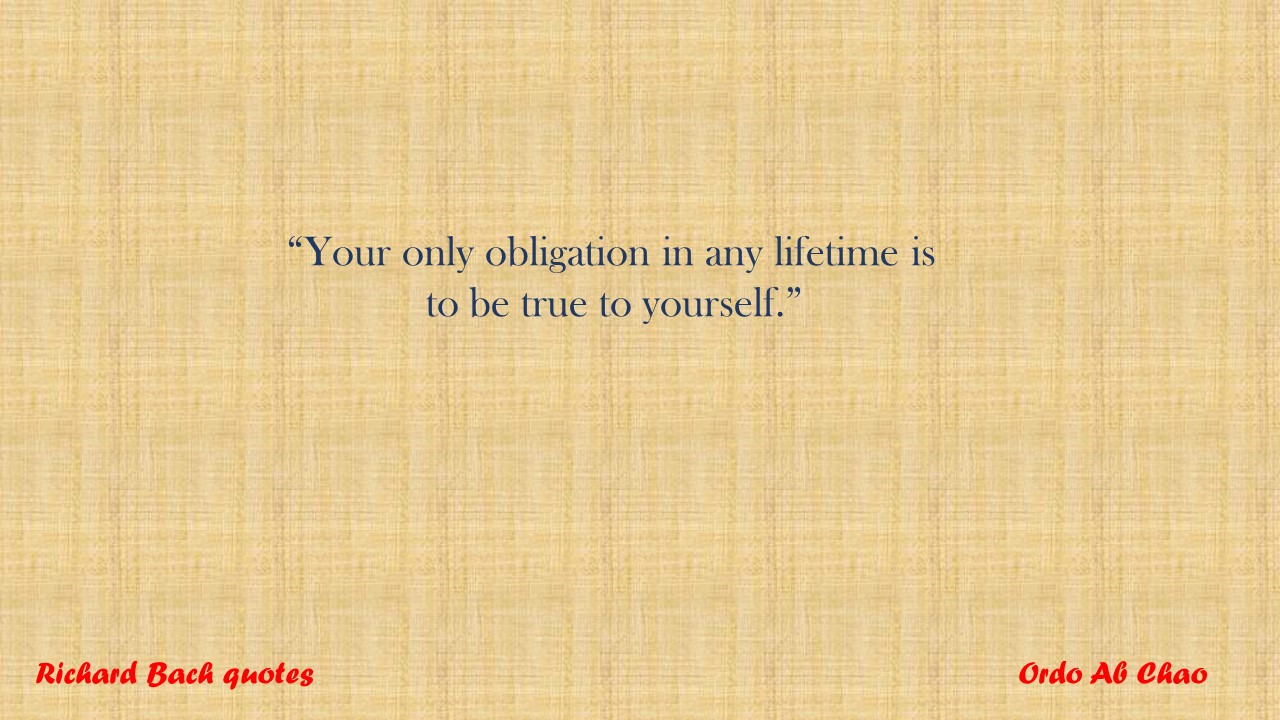 “Your only obligation in any lifetime is
to be true to yourself.”
Richard Bach quotes
Ordo Ab Chao